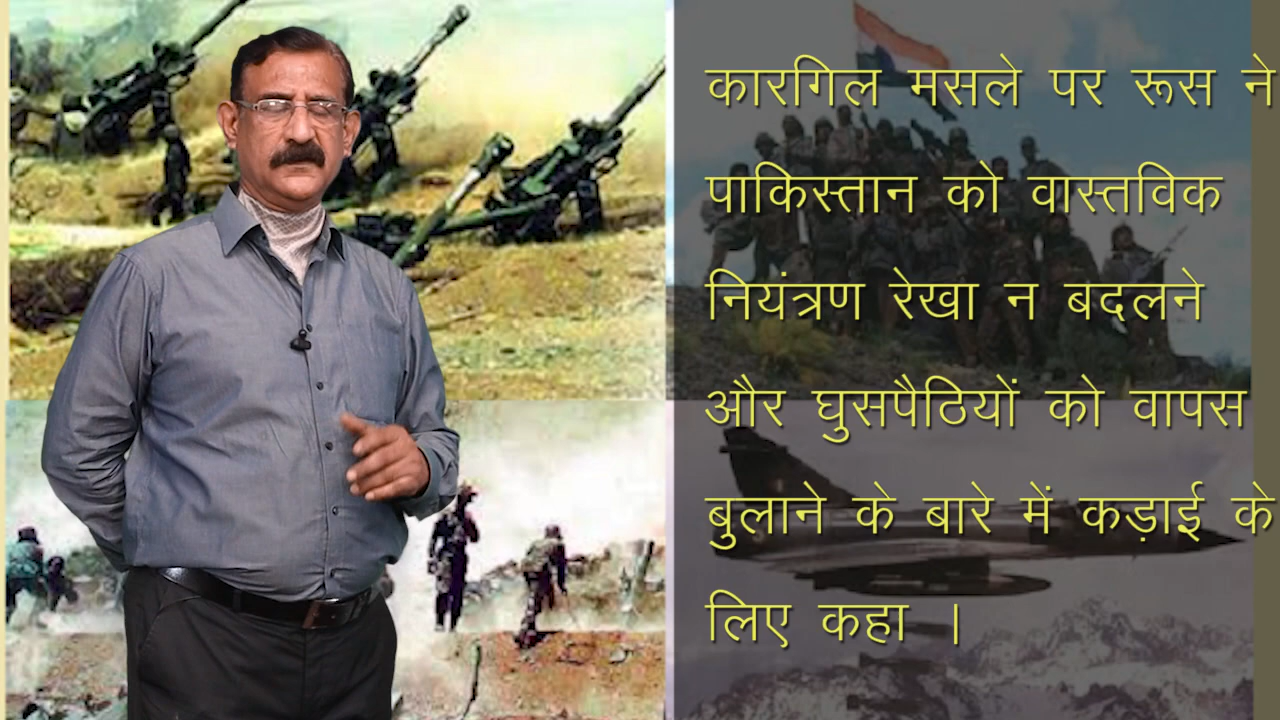 कारगिल मसले पर रूस ने
पाकिस्तान को वास्तविक
नियंत्रण रेखा न बदलने
और घुसपैठियों को वापस
बुलाने के बारे में कड़ाई के
लिए कहा ।